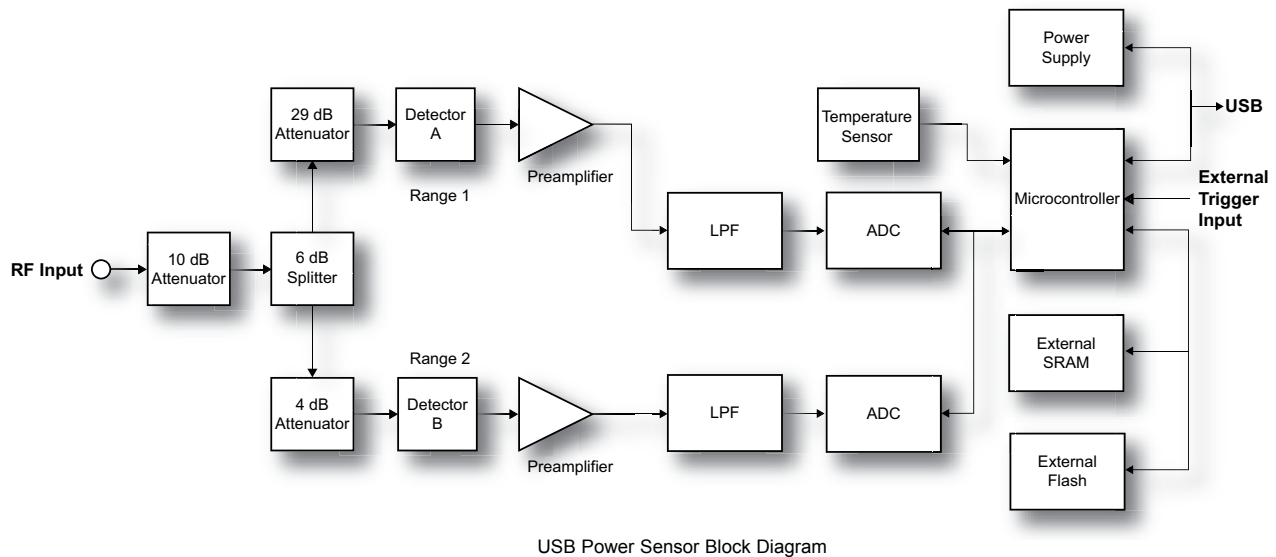 Power
Supply
29 dB
Attenuator
Detector
A
Temperature
Sensor
USB
Preamplifier
Range 1
Microcontroller
External
Trigger
Input
LPF
ADC
RF Input
10 dB
Attenuator
6 dB
Splitter
External
SRAM
Range 2
4 dB
Attenuator
Detector
B
LPF
ADC
Preamplifier
External
Flash
USB Power Sensor Block Diagram